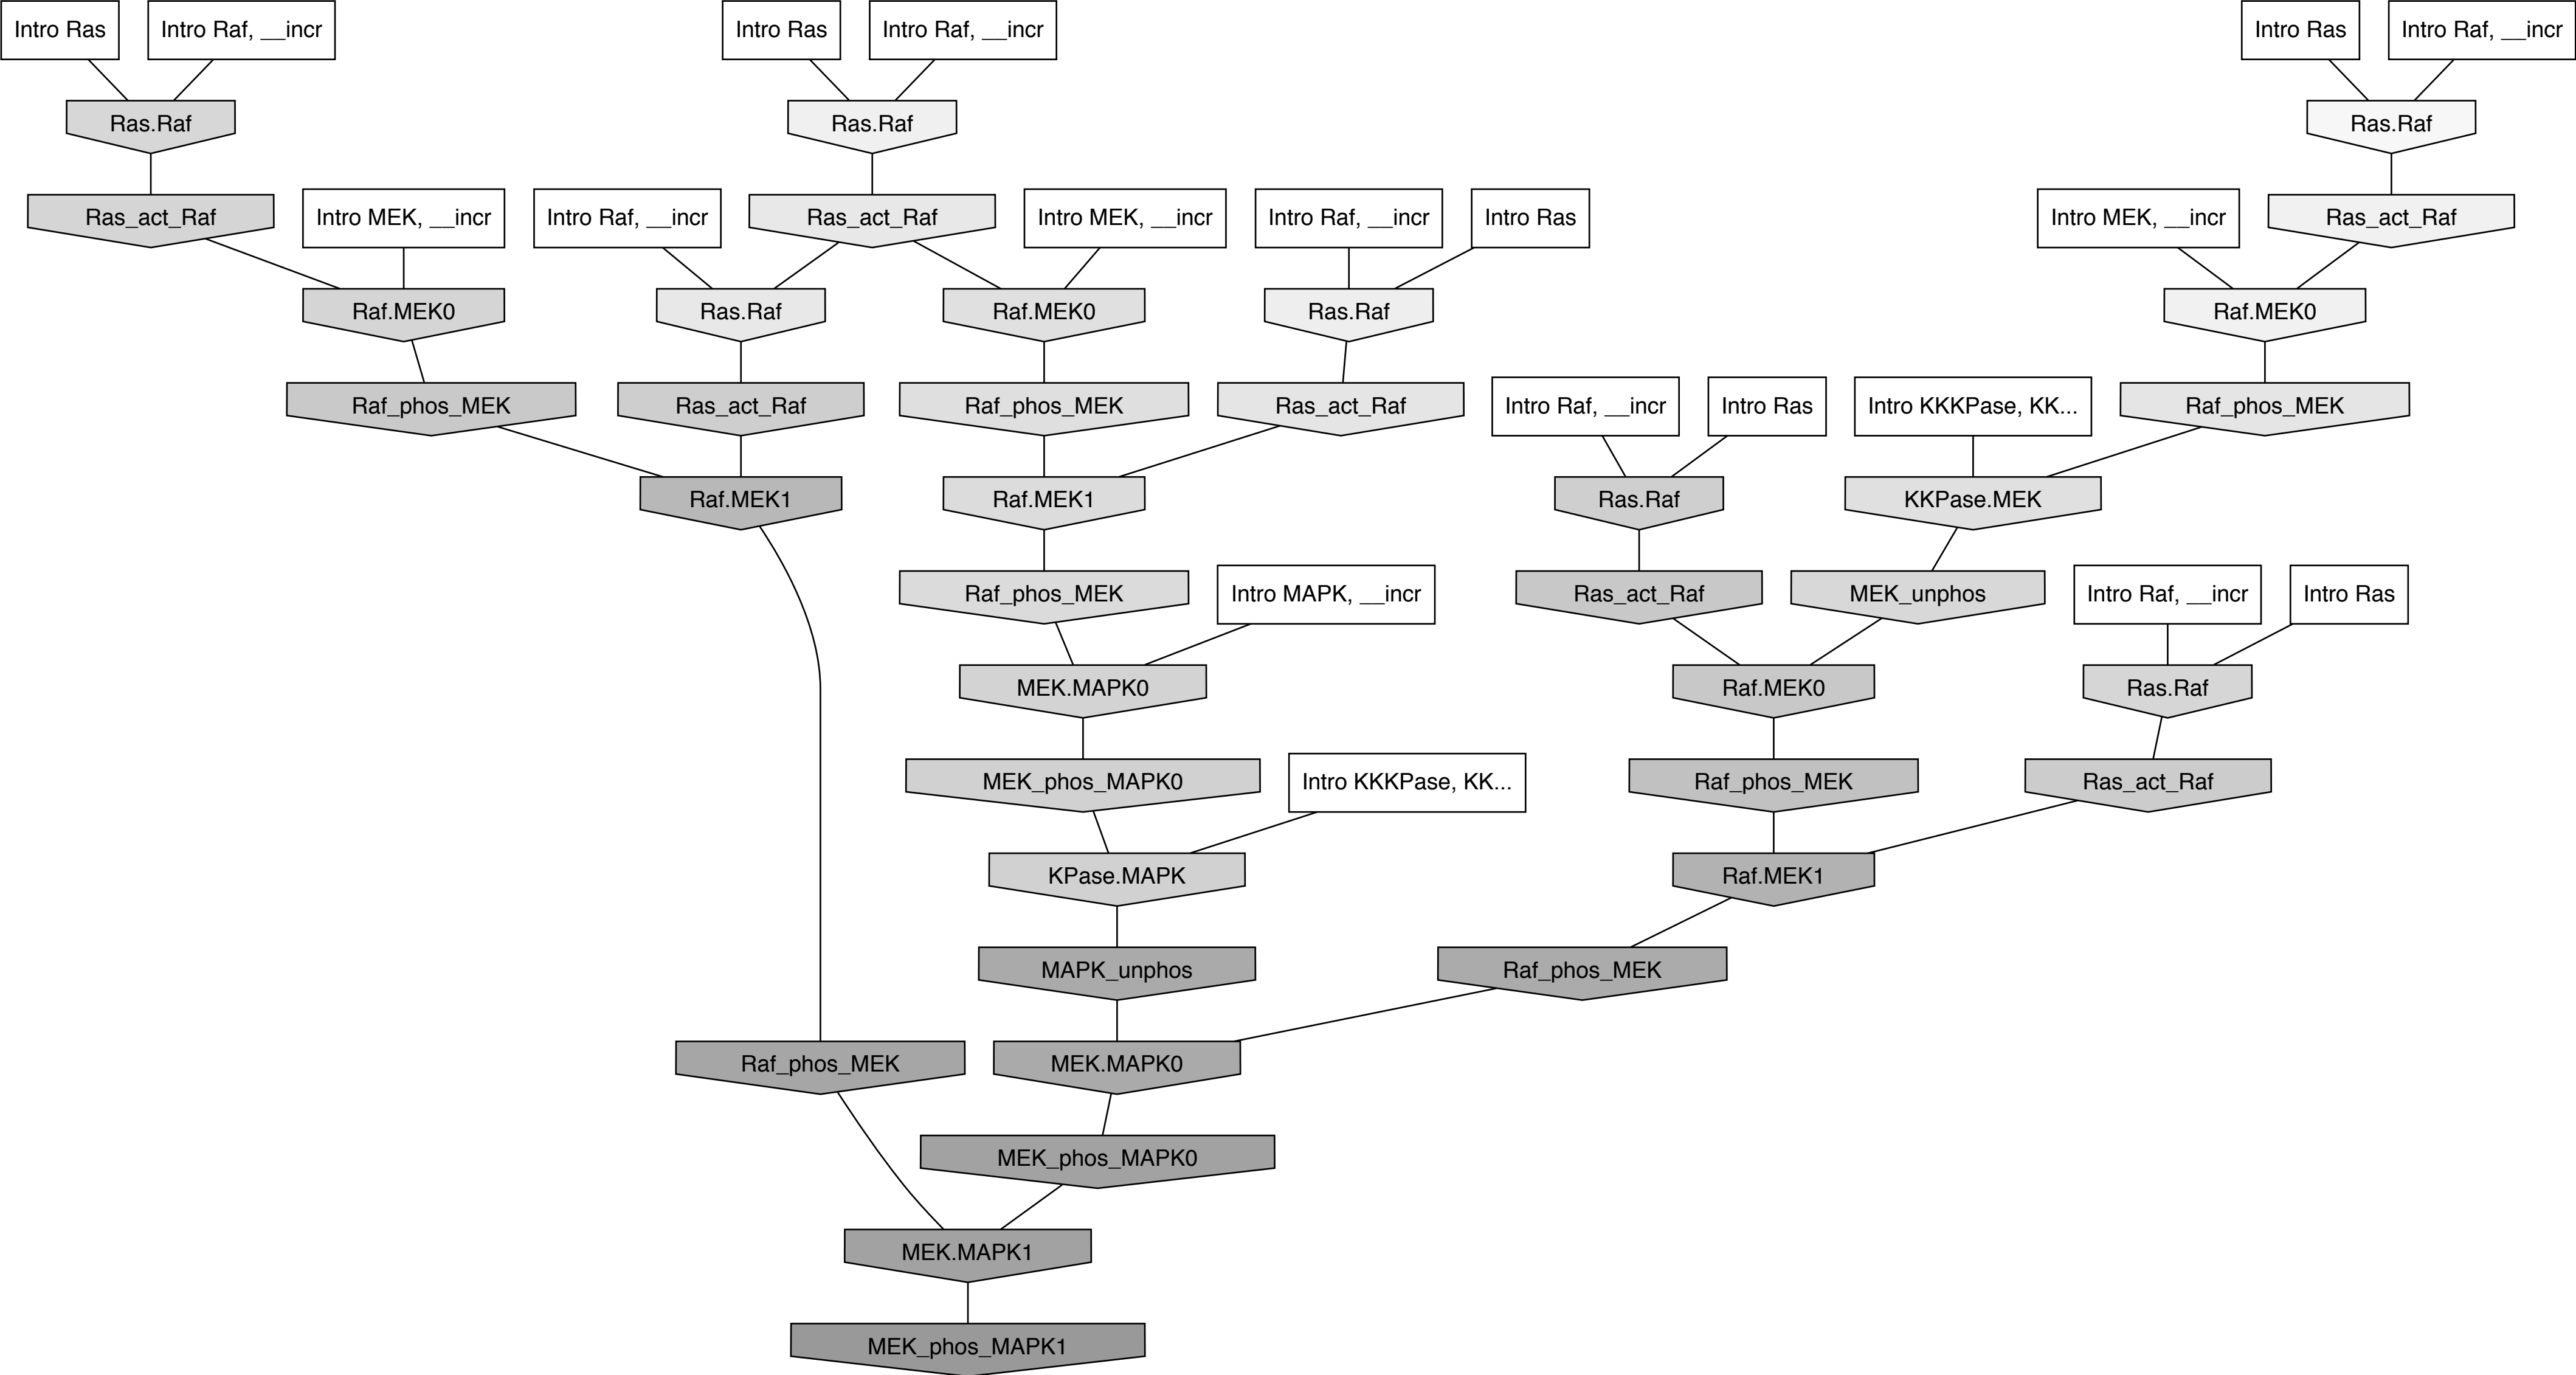 Intro Ras
Intro Raf, __incr
Intro Ras
Intro Raf, __incr
Intro Ras
Intro Raf, __incr
Ras.Raf
Ras.Raf
Ras.Raf
Ras_act_Raf
Intro MEK, __incr
Intro Raf, __incr
Ras_act_Raf
Intro MEK, __incr
Intro Raf, __incr
Intro Ras
Intro MEK, __incr
Ras_act_Raf
Raf.MEK0
Ras.Raf
Raf.MEK0
Ras.Raf
Raf.MEK0
Raf_phos_MEK
Ras_act_Raf
Raf_phos_MEK
Ras_act_Raf
Intro Raf, __incr
Intro Ras
Intro KKKPase, KK...
Raf_phos_MEK
Raf.MEK1
Raf.MEK1
Ras.Raf
KKPase.MEK
Raf_phos_MEK
Intro MAPK, __incr
Ras_act_Raf
MEK_unphos
Intro Raf, __incr
Intro Ras
MEK.MAPK0
Raf.MEK0
Ras.Raf
MEK_phos_MAPK0
Intro KKKPase, KK...
Raf_phos_MEK
Ras_act_Raf
KPase.MAPK
Raf.MEK1
MAPK_unphos
Raf_phos_MEK
Raf_phos_MEK
MEK.MAPK0
MEK_phos_MAPK0
MEK.MAPK1
MEK_phos_MAPK1